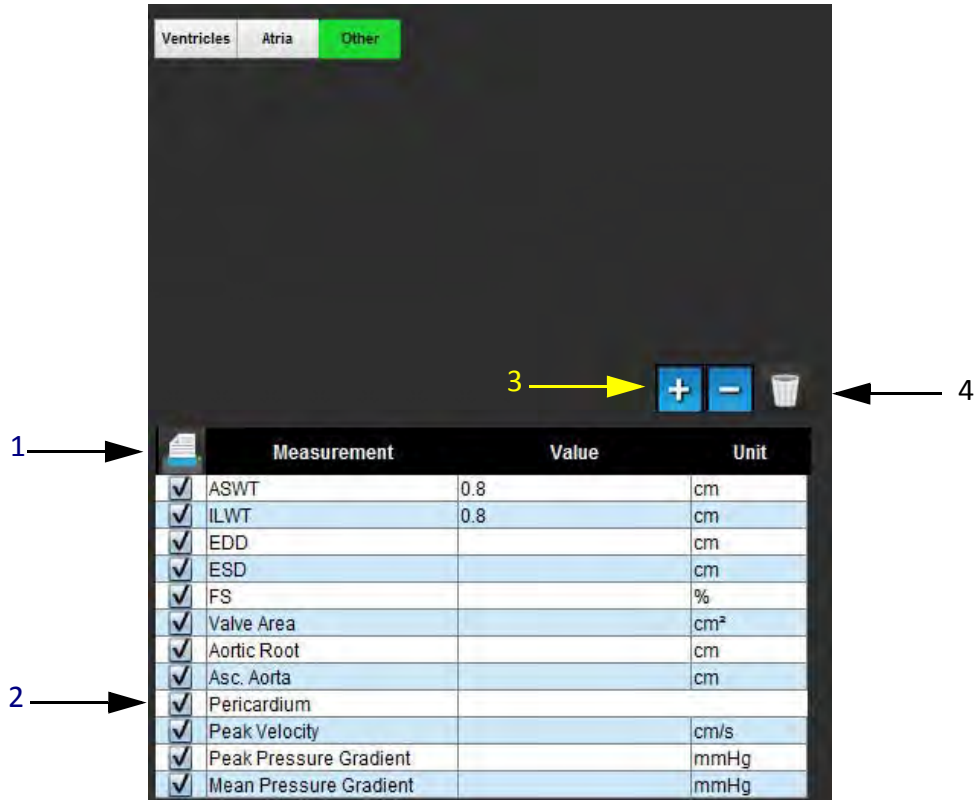 Ventricles Atria Other
3
+ -
4
1
Measurement Value Unit
ASWT 0.8 cm
ILWT 0.8 cm
EDD cm
ESD cm
FS %
Valve Area cm²
Aortic Root cm
Asc. Aorta cm
2
Pericardium
Peak Velocity cm/s
Peak Pressure Gradient mmHg
Mean Pressure Gradient mmHg